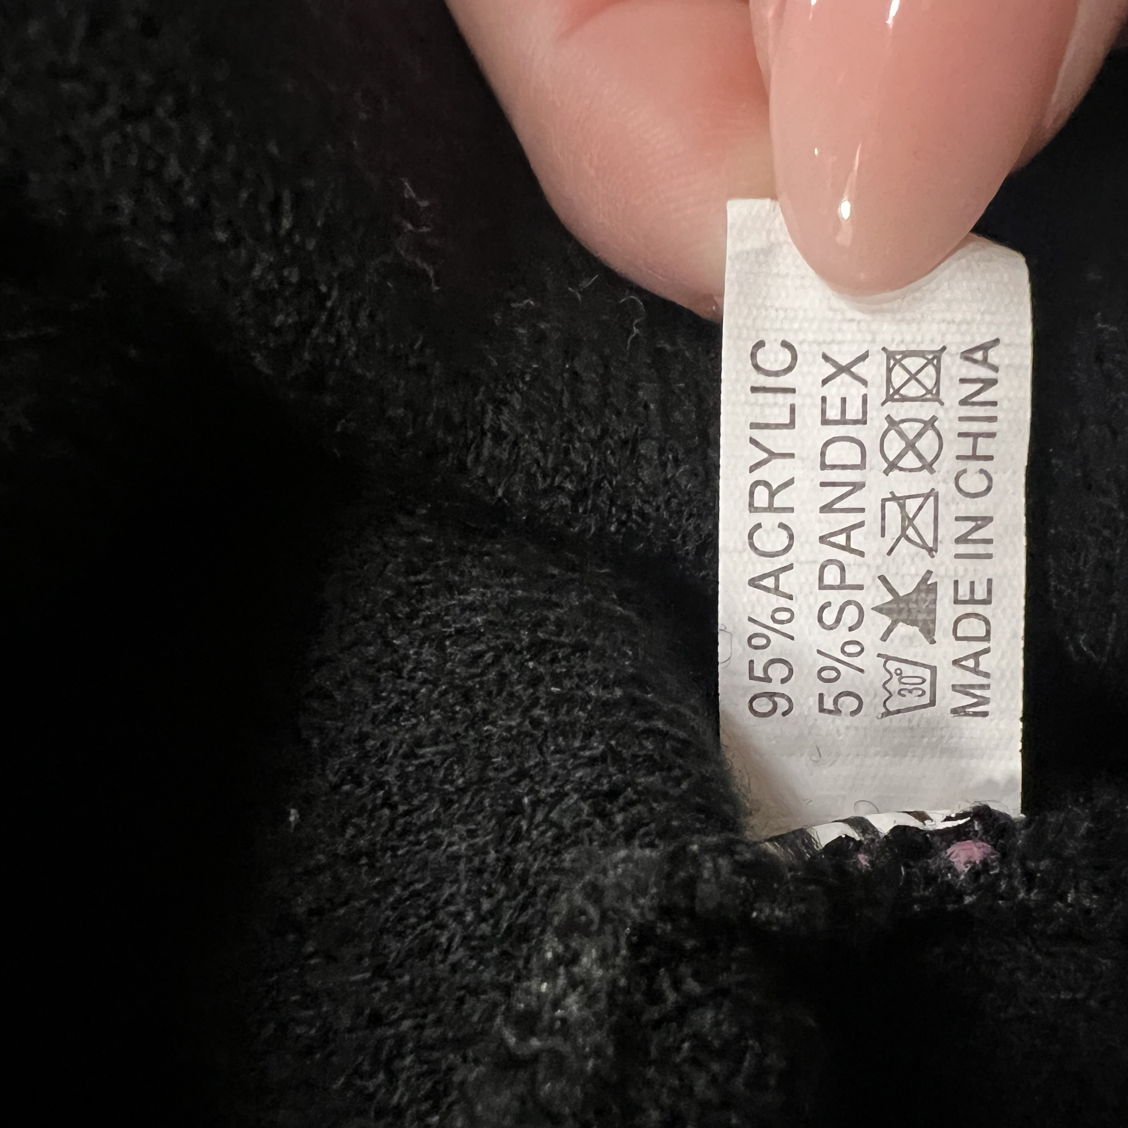 95%ACRYLIC
5%SPANDEX
30°
MADE IN CHINA